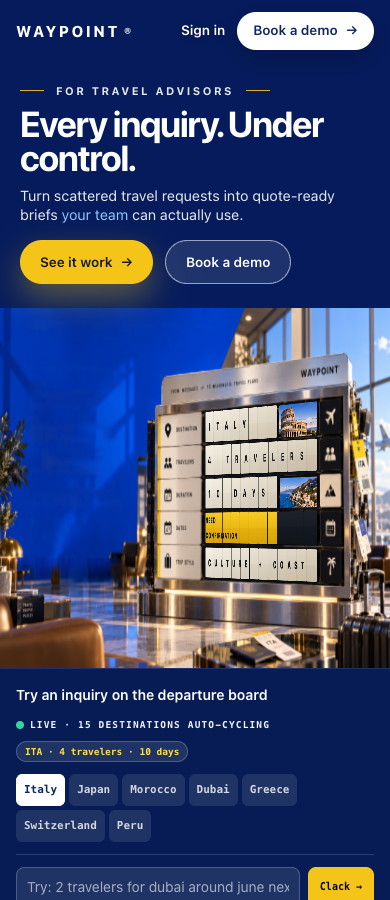 WAYPOINT ®
Sign in
Book a demo →
FOR TRAVEL ADVISORS
Every inquiry. Under
control.
Turn scattered travel requests into quote-ready
briefs your team can actually use.
See it work →
Book a demo
WAYPOINT
DESTINATION
ITALY
TRAVELERS
4 TRAVELERS
DURATION
10 DAYS
DATES
NEED
CONFIRMATION
TRIP STYLE
CULTURE + COAST
Try an inquiry on the departure board
LIVE · 15 DESTINATIONS AUTO-CYCLING
ITA · 4 travelers · 10 days
Italy
Japan
Morocco
Dubai
Greece
Switzerland
Peru
Try: 2 travelers for dubai around june nex
Clack →